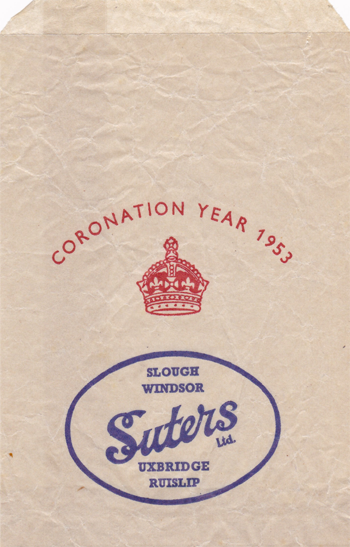 CORONATION YEAR 1953
SLOUGH
WINDSOR
Suters
Ltd.
UXBRIDGE
RUISLIP